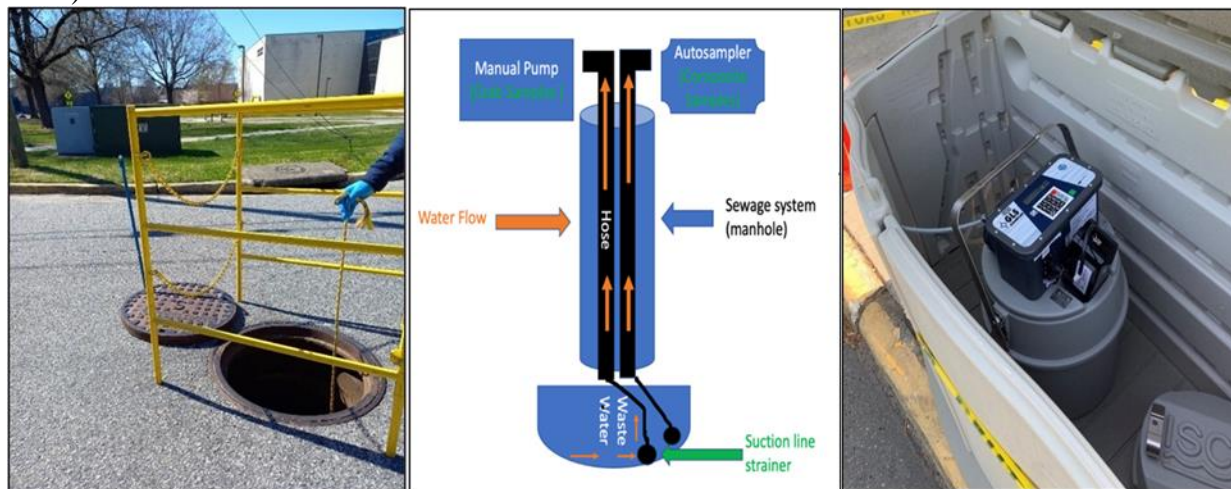 Manual Pump
(Grab Samples )
Autosampler
(Composite
Samples)
Water Flow
Hose
Sewage system
(manhole)
Waste
Water
Suction line
strainer
GLS
ISCO